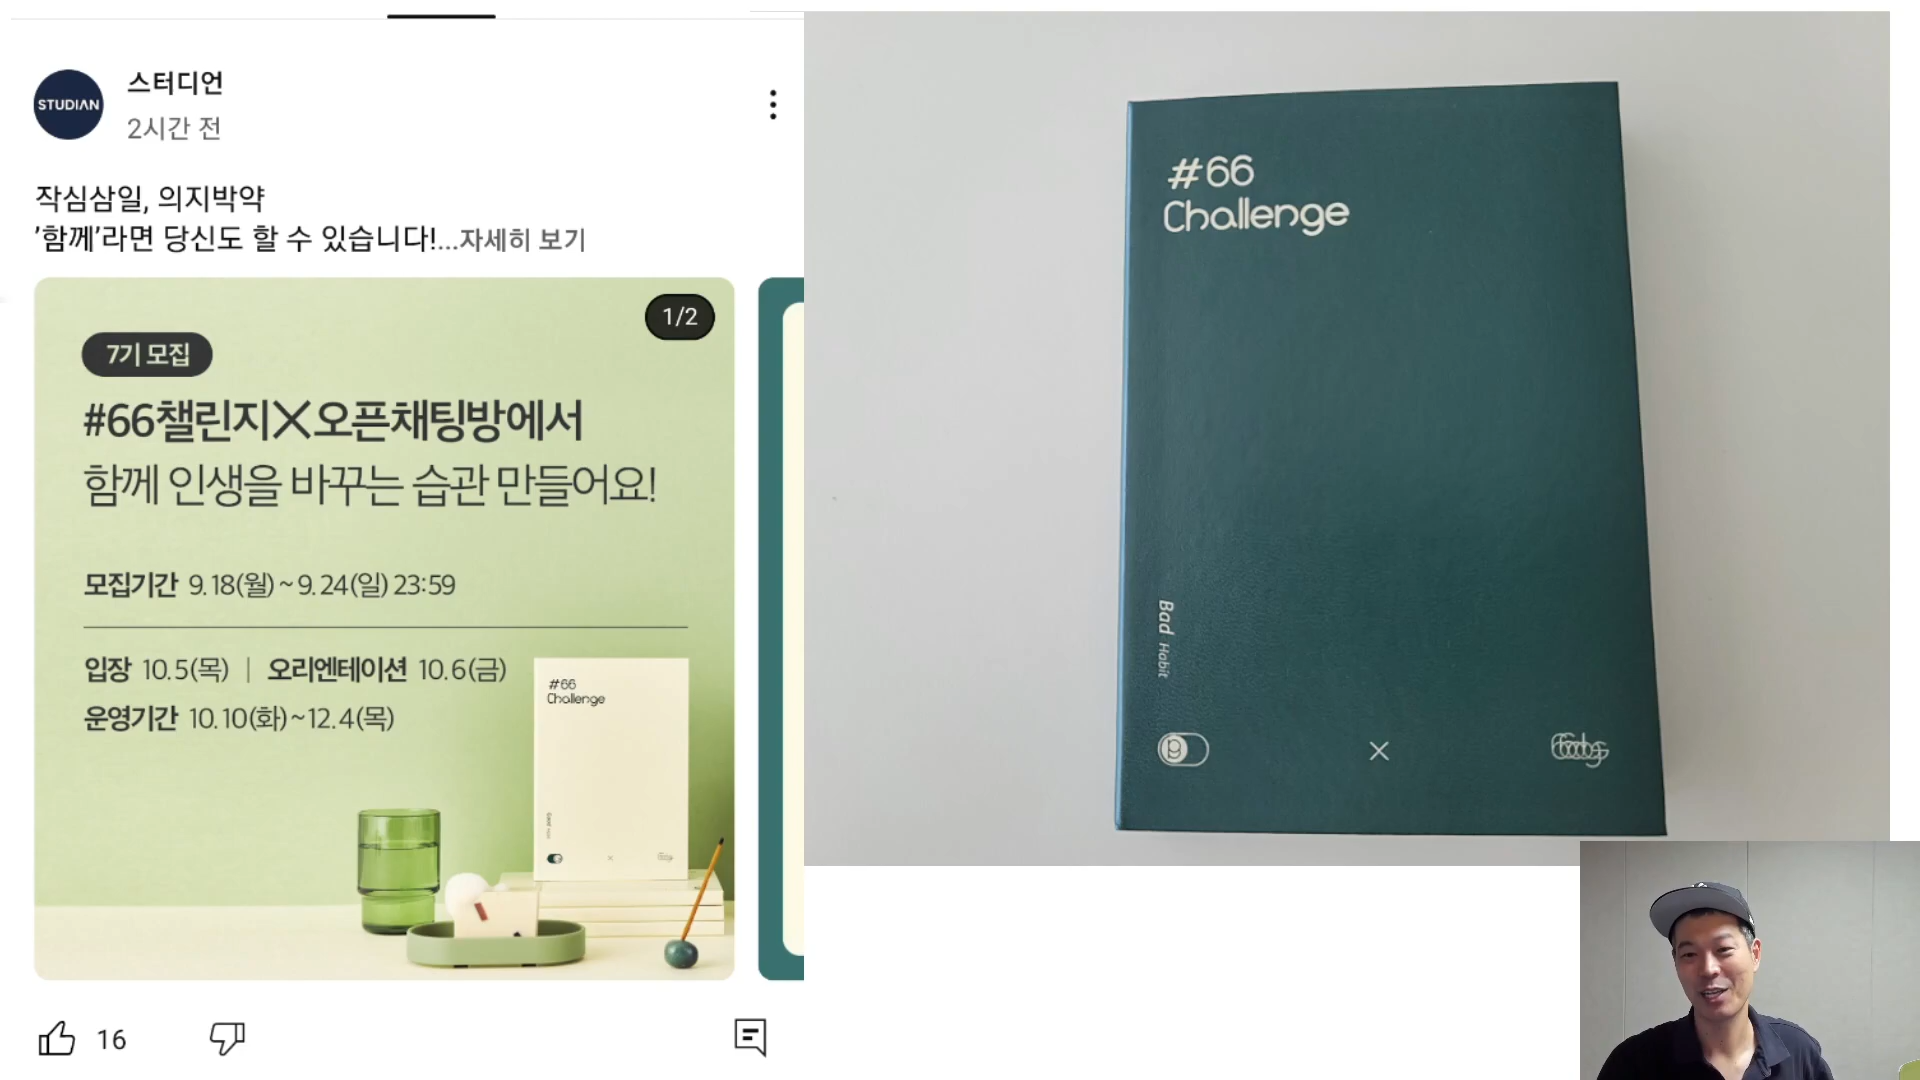 STUDIAN
스터디언
2시간 전
작심삼일, 의지박약
'함께'라면 당신도 할 수 있습니다!...자세히 보기
1/2
7기 모집
#66챌린지X오픈채팅방에서
함께 인생을 바꾸는 습관 만들어요!
모집기간 9.18(월) ~ 9.24(일) 23:59
입장 10.5(목) | 오리엔테이션 10.6(금)
운영기간 10.10(화) ~ 12.4(목)
#66
Challenge
16
#66
Challenge
Bad Habit
X